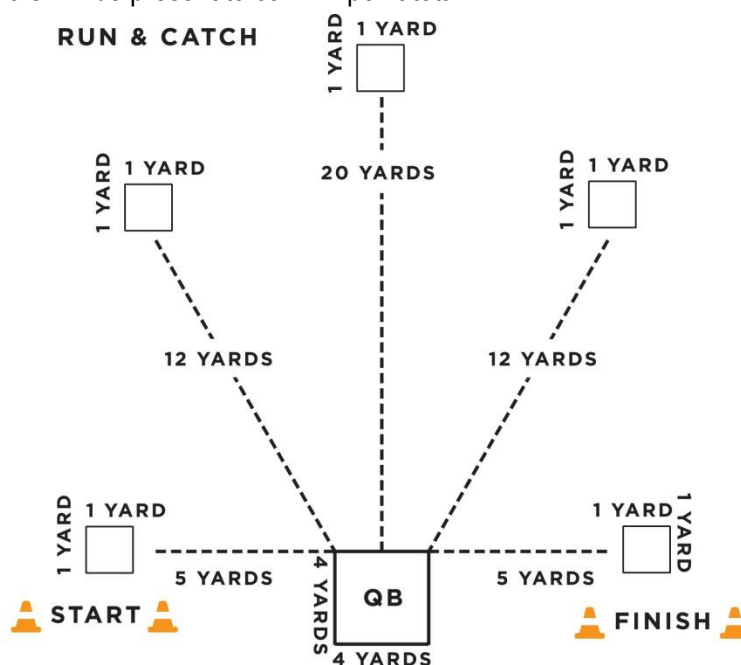 RUN & CATCH
1 YARD
1 YARD
20 YARDS
1 YARD
1 YARD
1 YARD
1 YARD
12 YARDS
12 YARDS
1 YARD
1 YARD
5 YARDS
4 YARDS
QB
4 YARDS
5 YARDS
1 YARD
1 YARD
START
FINISH